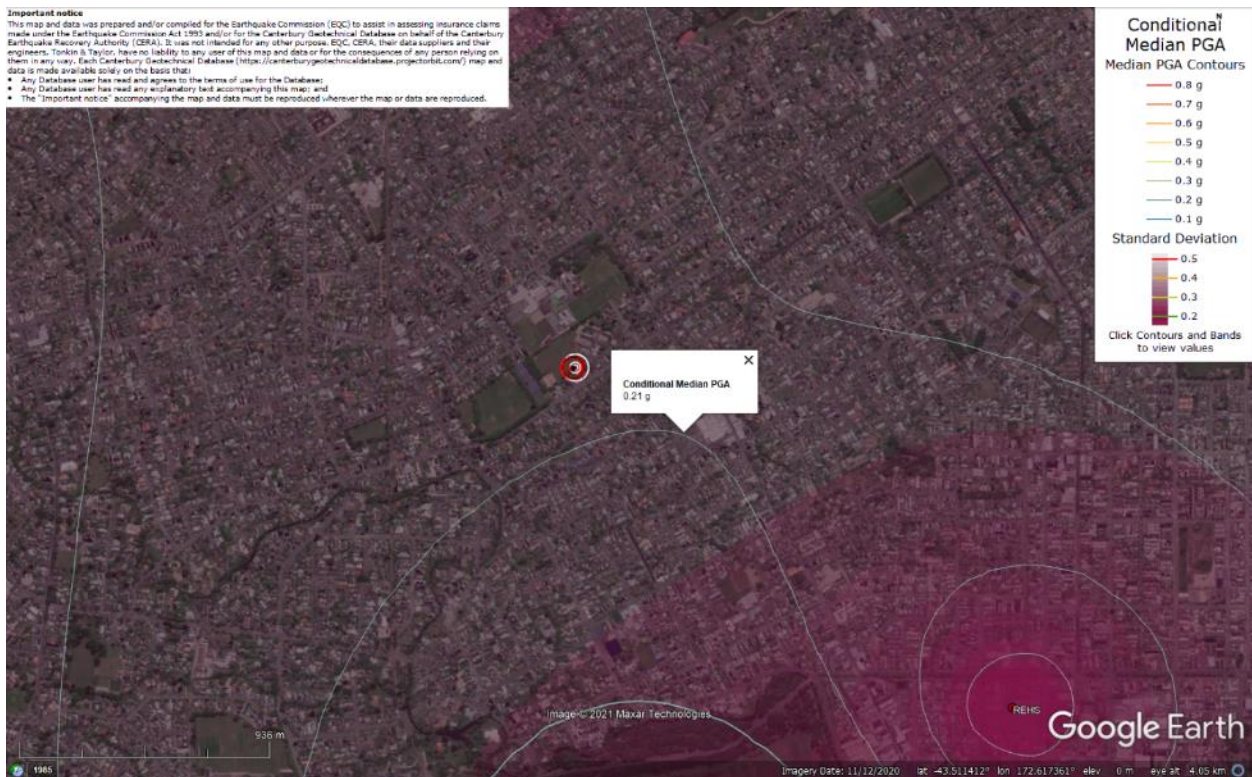 Important notice
This map and data was prepared and/or compiled for the Earthquake Commission (EQC) to assist in assessing insurance claims
made under the Earthquake Commission Act 1993 and/or for the Canterbury Geotechnical Database on behalf of the Canterbury
Earthquake Recovery Authority (CERA). It was not intended for any other purpose. EQC, CERA, their data suppliers and their
engineers, Tonkin & Taylor, have no liability to any user of this map and data or for the consequences of any person relying on
them in any way. Each Canterbury Geotechnical Database (https://canterburygeotechnicaldatabase.projectorbit.com/) map and
data is made available solely on the basis that:
• Any Database user has read and agrees to the terms of use for the Database;
• Any Database user has read any explanatory text accompanying this map; and
• The "Important notice" accompanying the map and data must be reproduced wherever the map or data are reproduced.
N
Conditional
Median PGA
Median PGA Contours
0.8 g
0.7 g
0.6 g
0.5 g
0.4 g
0.3 g
0.2 g
0.1 g
Standard Deviation
0.5
0.4
0.3
0.2
Click Contours and Bands
to view values
Conditional Median PGA
0.21 g
REHS
Image © 2021 Maxar Technologies
Google Earth
936 m
1985
Imagery Date: 11/12/2020 lat -43.511412° lon 172.617361° elev 0 m eye alt 4.05 km